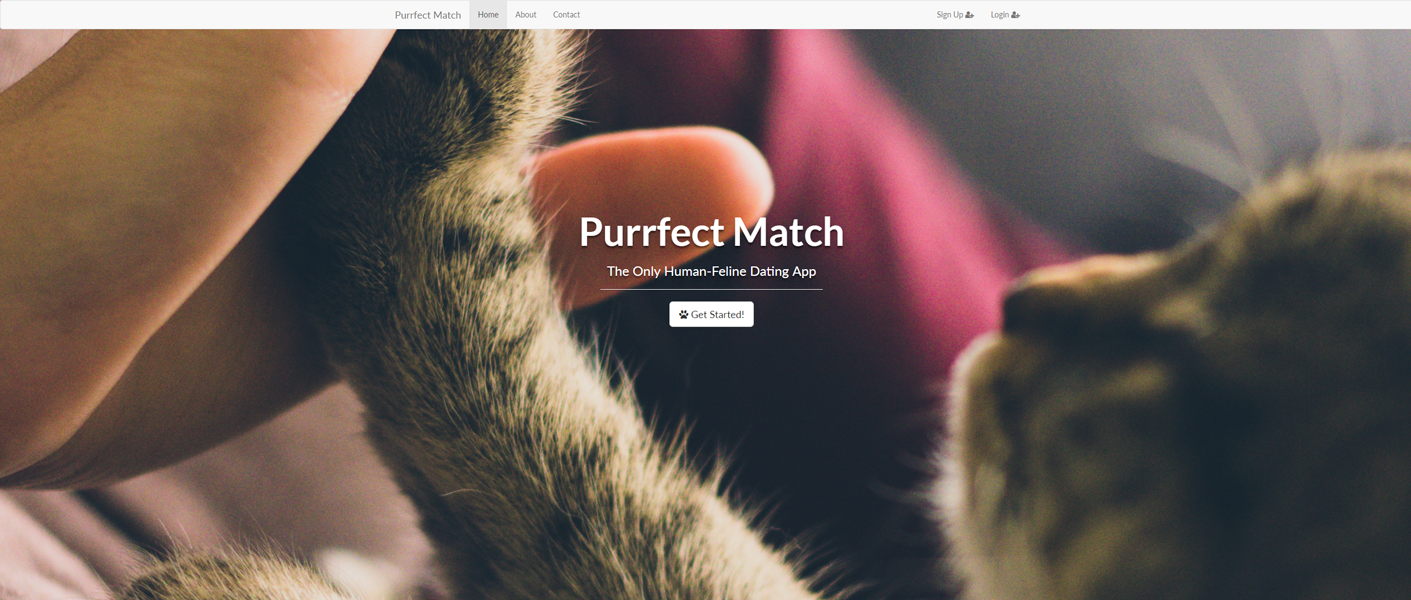 Purrfect Match Home About Contact Sign Up Login
Purrfect Match
The Only Human-Feline Dating App
Get Started!